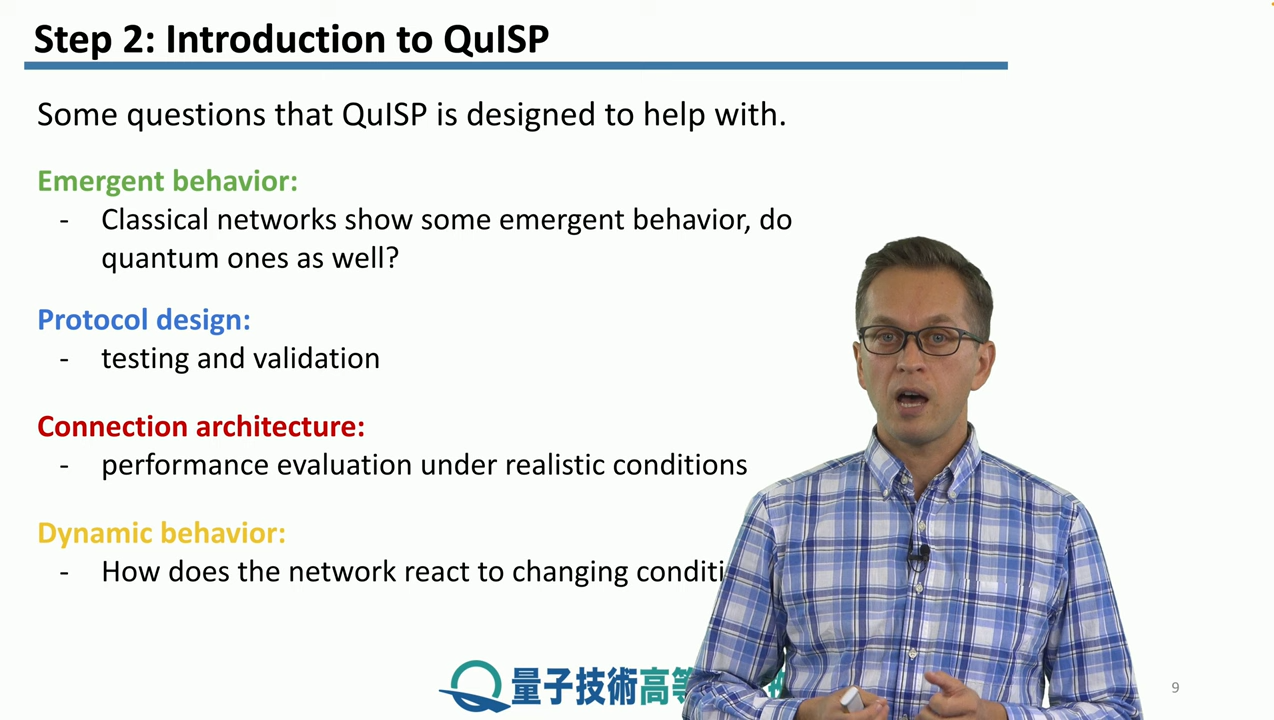 Step 2: Introduction to QuISP
Some questions that QuISP is designed to help with.
Emergent behavior:
- Classical networks show some emergent behavior, do
quantum ones as well?
Protocol design:
- testing and validation
Connection architecture:
- performance evaluation under realistic conditions
Dynamic behavior:
- How does the network react to changing
量子技術高等
9